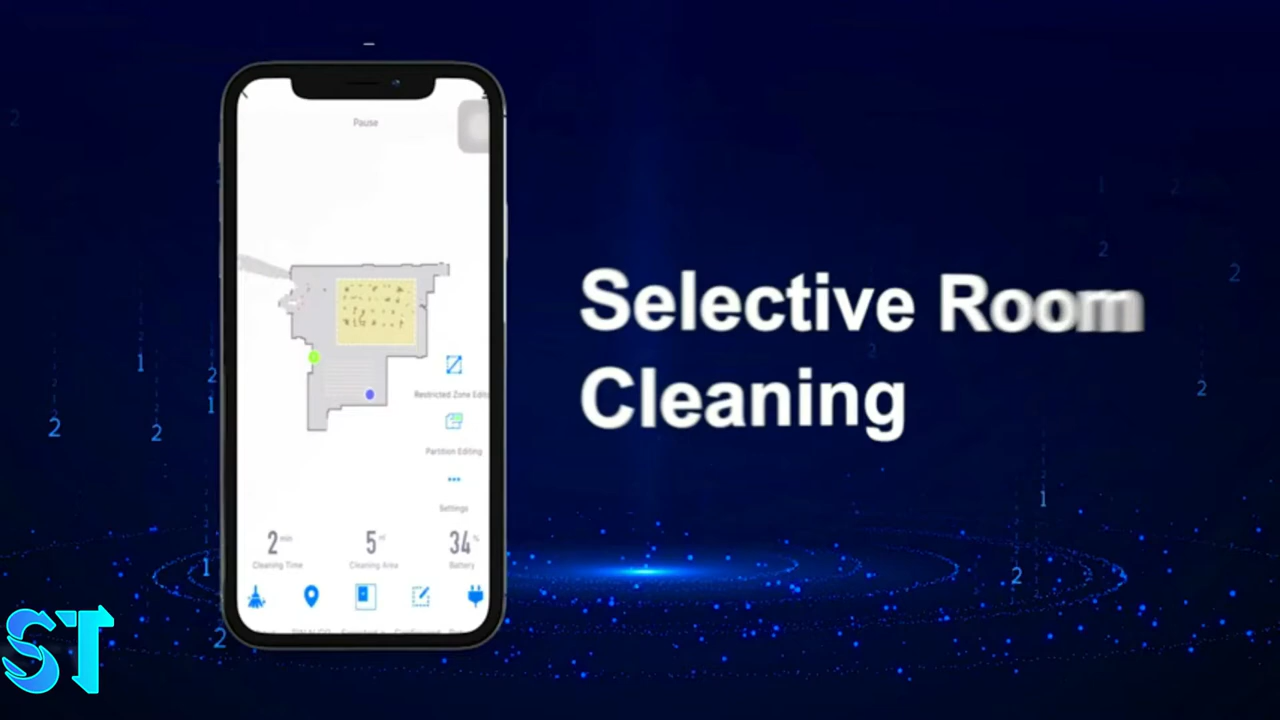 Pause
Selective Room
Cleaning
Restricted Zone
Partition Editing
Settings
2 min
5 ㎡
34 %
Cleaning Time
Cleaning Area
Battery
ST